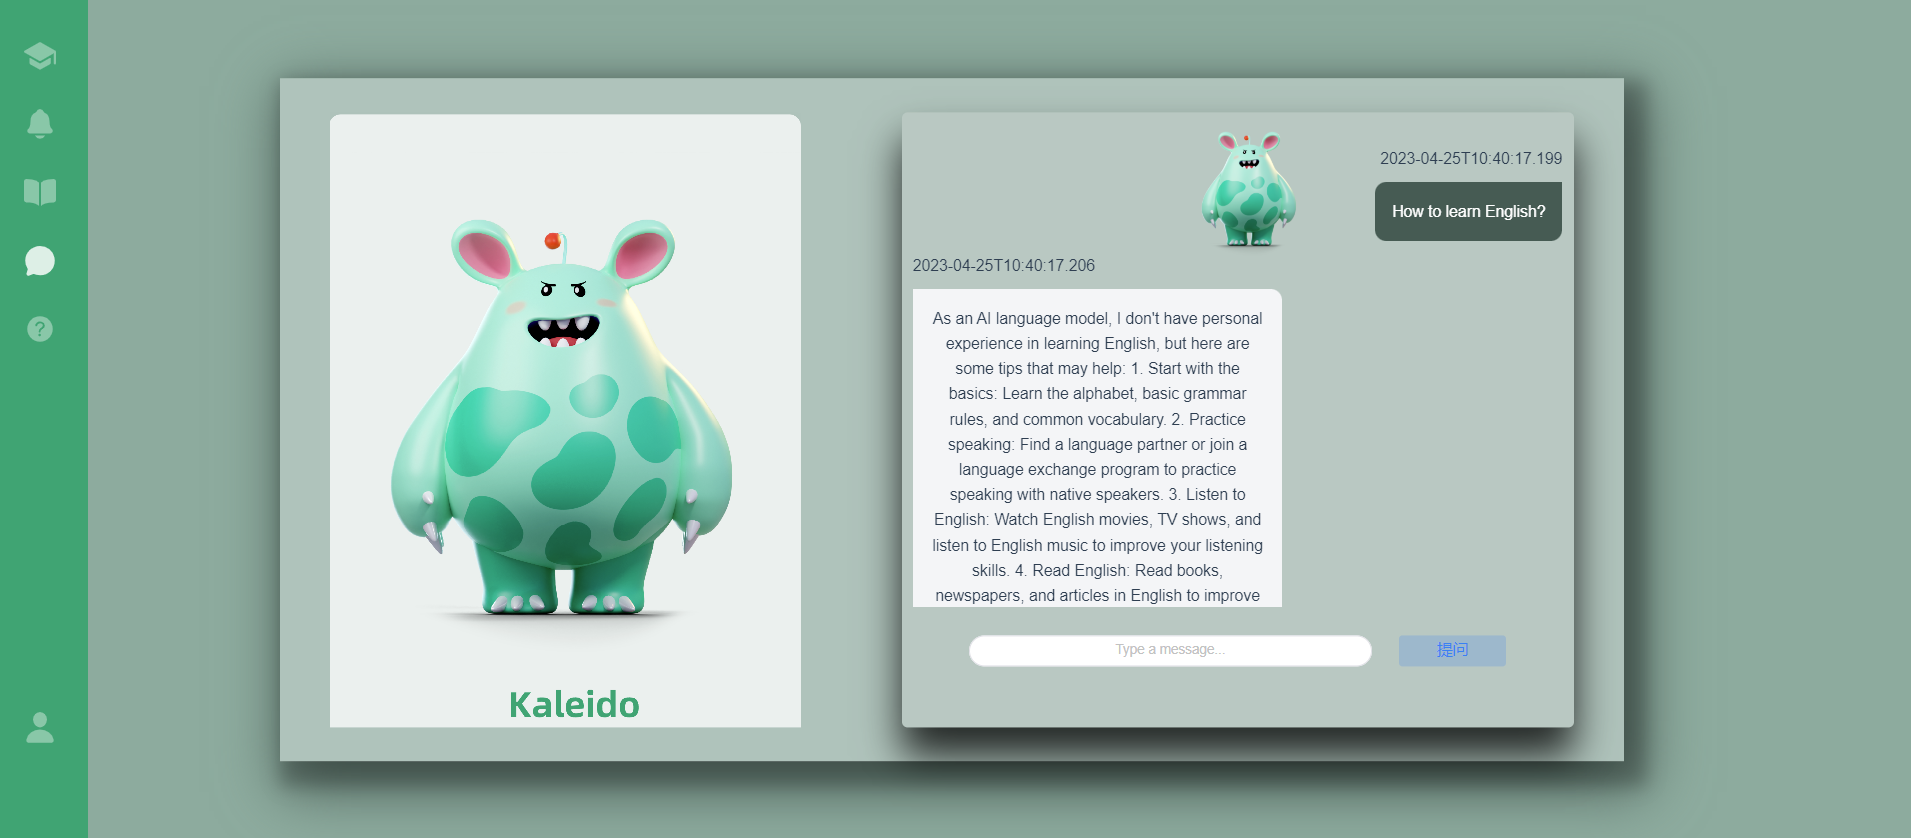 Kaleido
2023-04-25T10:40:17.199
How to learn English?
2023-04-25T10:40:17.206
As an AI language model, I don't have personal
experience in learning English, but here are
some tips that may help: 1. Start with the
basics: Learn the alphabet, basic grammar
rules, and common vocabulary. 2. Practice
speaking: Find a language partner or join a
language exchange program to practice
speaking with native speakers. 3. Listen to
English: Watch English movies, TV shows, and
listen to English music to improve your listening
skills. 4. Read English: Read books,
newspapers, and articles in English to improve
Type a message...
提问